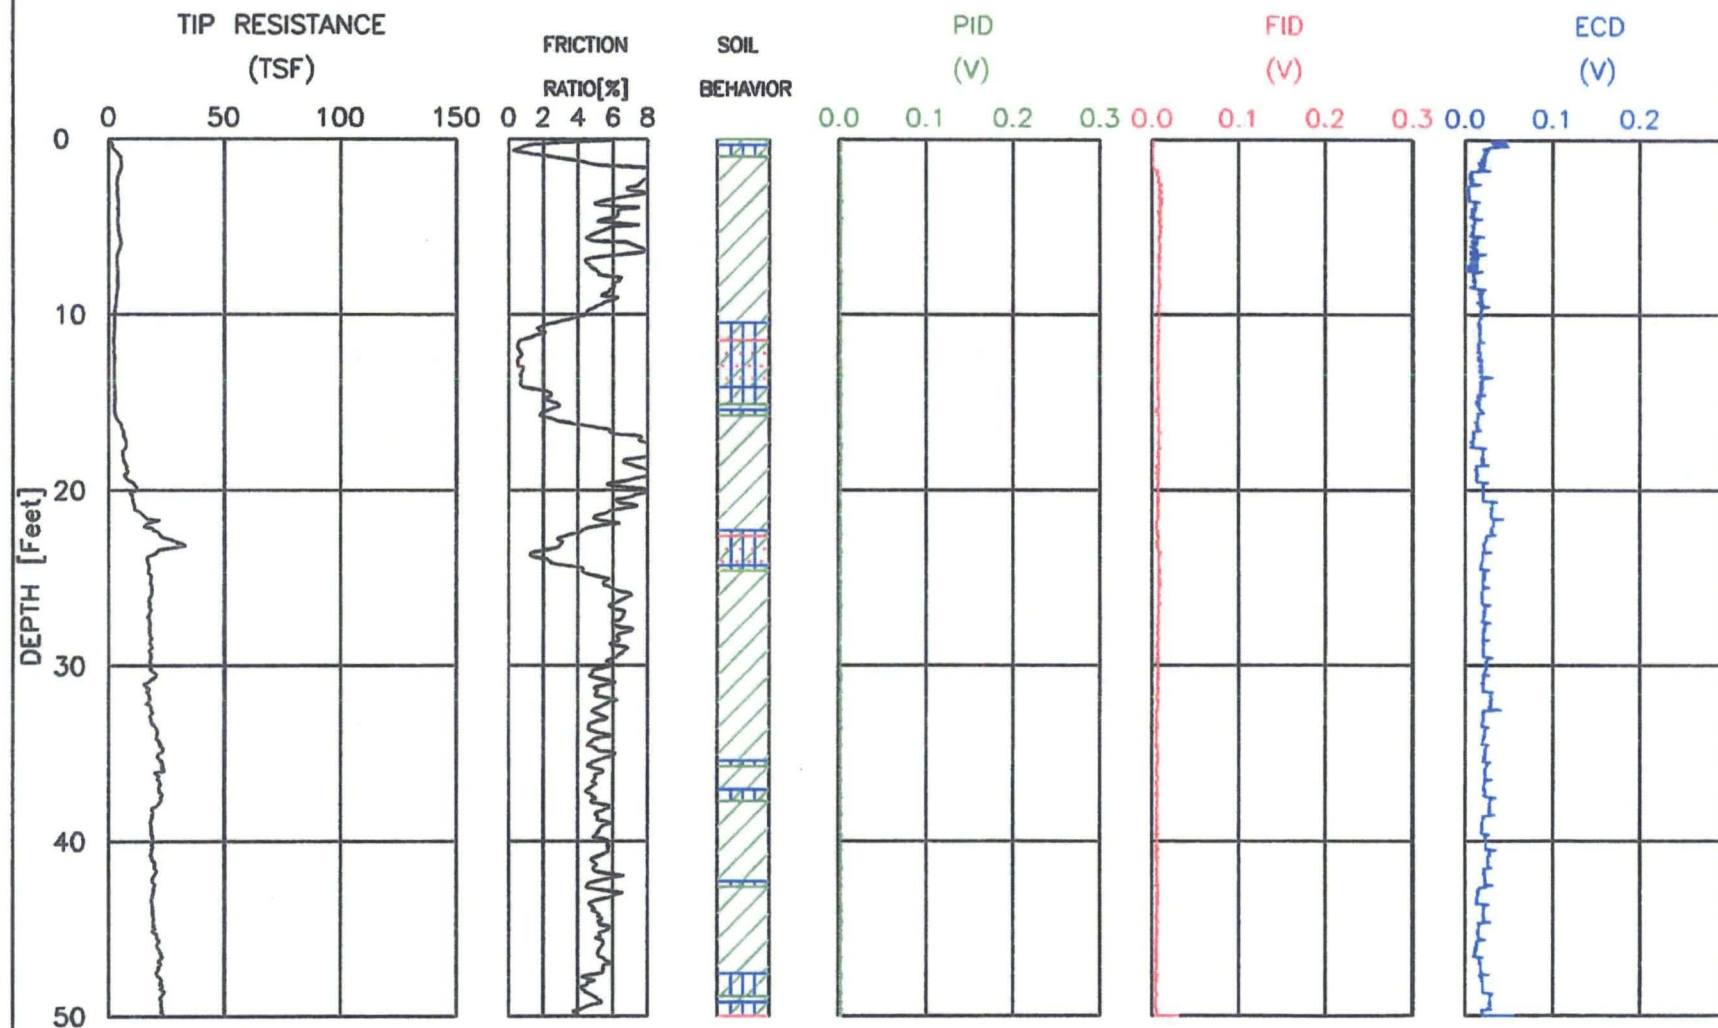 TIP RESISTANCE
(TSF)
FRICTION
RATIO[%]
SOIL
BEHAVIOR
PID
(V)
FID
(V)
ECD
(V)
0 50 100 150
0 2 4 6 8
0.0 0.1 0.2 0.3
0.0 0.1 0.2 0.3
0.0 0.1 0.2
0
10
20
30
40
50
DEPTH [Feet]